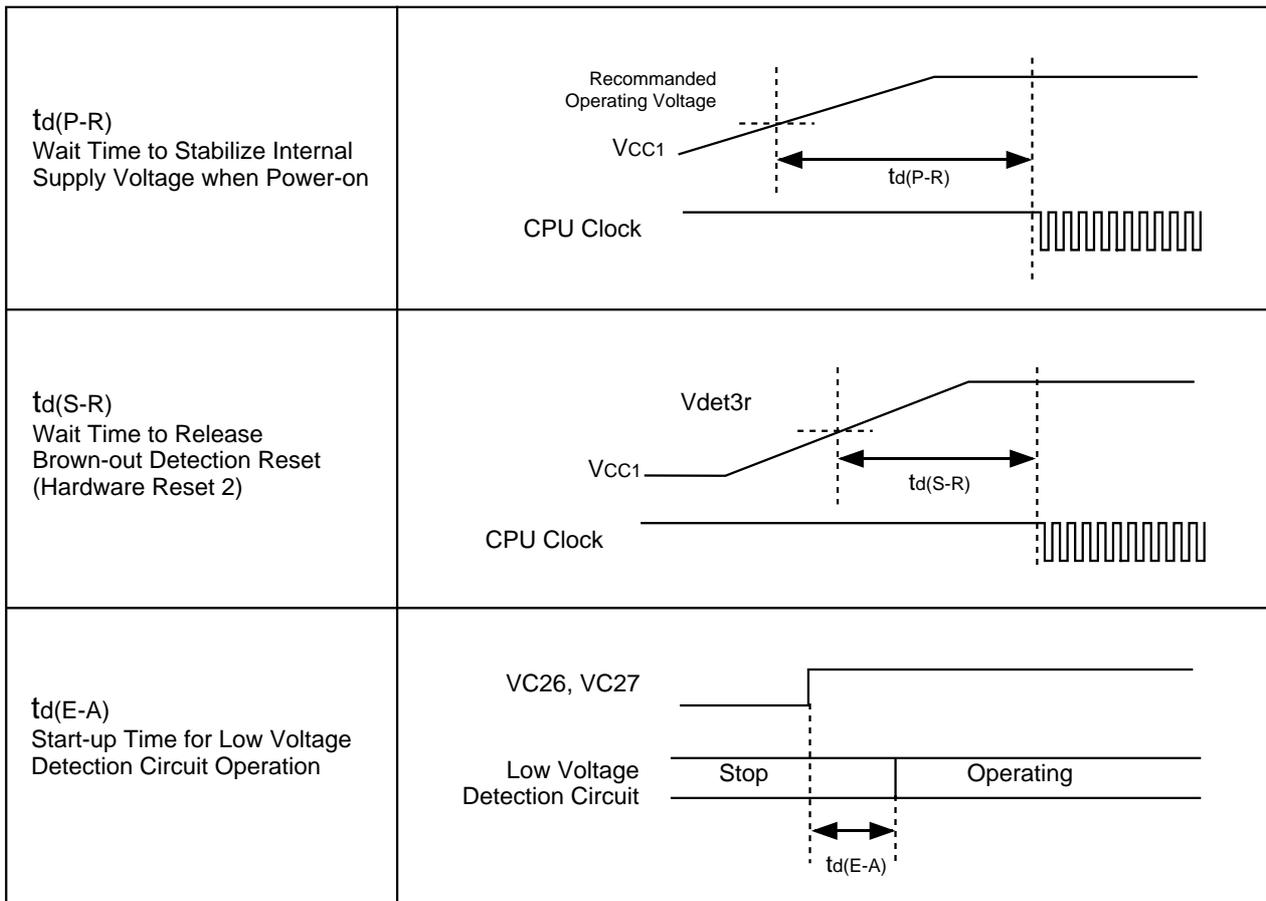 td(P-R)
Wait Time to Stabilize Internal
Supply Voltage when Power-on
Recommanded
Operating Voltage
VCC1
td(P-R)
CPU Clock
td(S-R)
Wait Time to Release
Brown-out Detection Reset
(Hardware Reset 2)
Vdet3r
VCC1
td(S-R)
CPU Clock
td(E-A)
Start-up Time for Low Voltage
Detection Circuit Operation
VC26, VC27
Low Voltage
Detection Circuit
Stop
Operating
td(E-A)